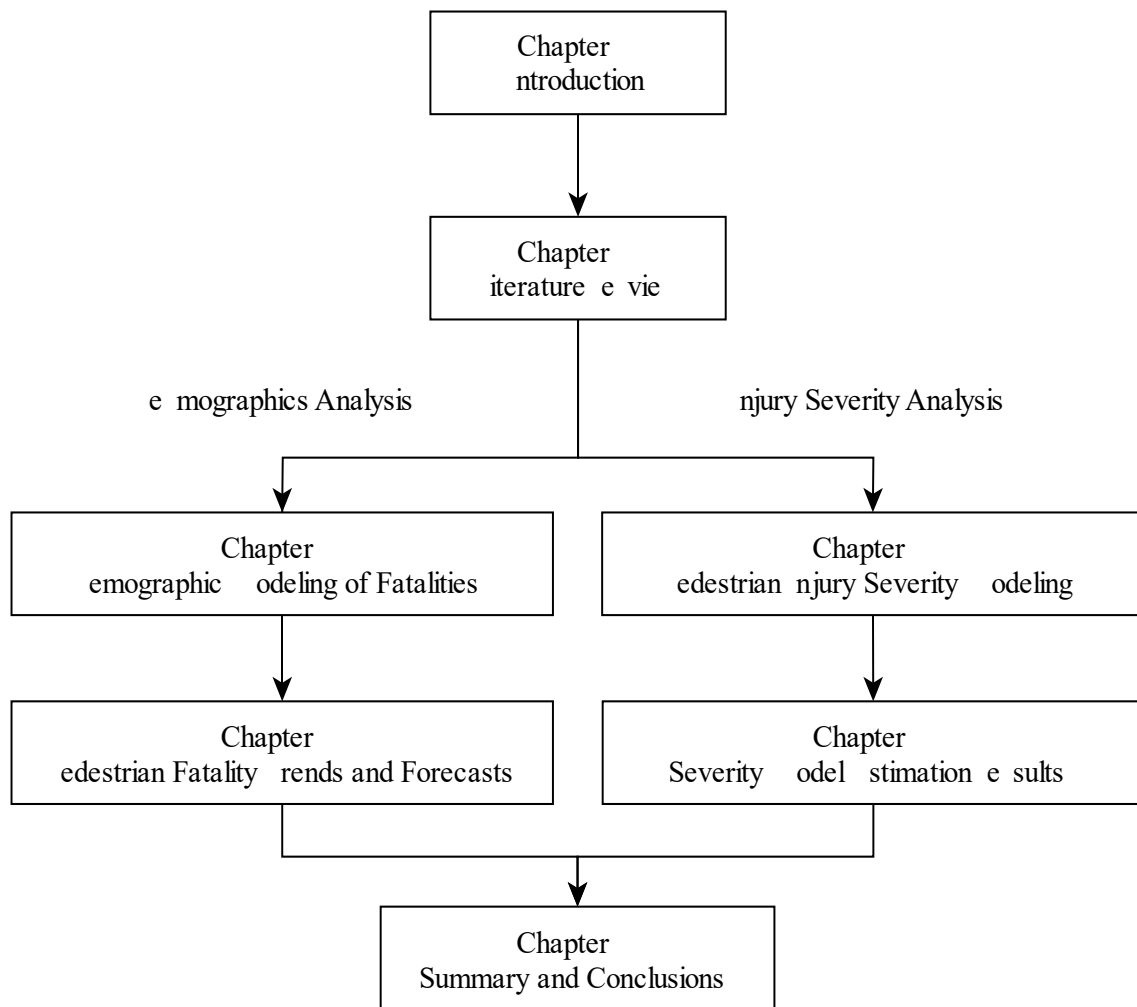 Chapter
ntroduction
Chapter
iterature e vie
e mographics Analysis
njury Severity Analysis
Chapter
emographic odeling of Fatalities
Chapter
edestrian njury Severity odeling
Chapter
edestrian Fatality rends and Forecasts
Chapter
Severity odel stimation e sults
Chapter
Summary and Conclusions